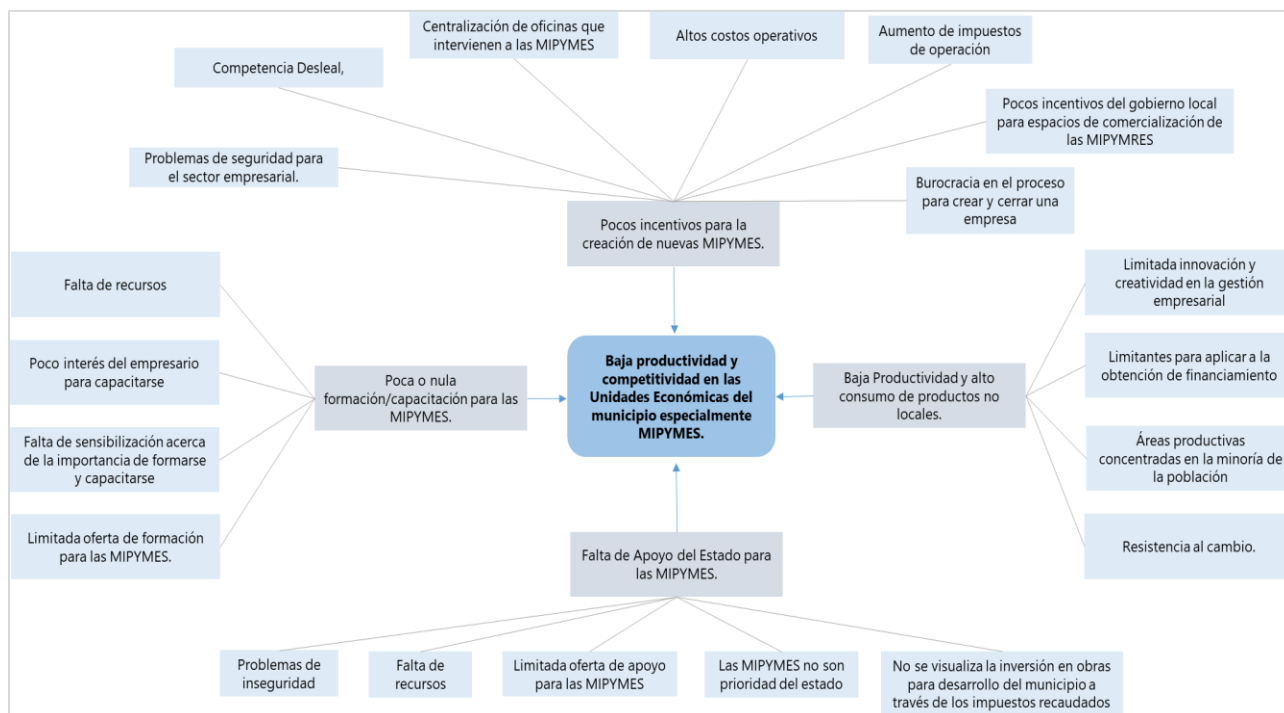 Centralización de oficinas que
intervienen a las MIPYMES
Altos costos operativos
Aumento de impuestos
de operación
Competencia Desleal,
Pocos incentivos del gobierno local
para espacios de comercialización de
las MIPYMRES
Problemas de seguridad para
el sector empresarial.
Burocracia en el proceso
para crear y cerrar una
empresa
Pocos incentivos para la
creación de nuevas MIPYMES.
Falta de recursos
Poco interés del empresario
para capacitarse
Falta de sensibilización acerca
de la importancia de formarse
y capacitarse
Limitada oferta de formación
para las MIPYMES.
Poca o nula
formación/capacitación para las
MIPYMES.
Baja productividad y
competitividad en las
Unidades Económicas del
municipio especialmente
MIPYMES.
Baja Productividad y alto
consumo de productos no
locales.
Limitada innovación y
creatividad en la gestión
empresarial
Limitantes para aplicar a la
obtención de financiamiento
Áreas productivas
concentradas en la minoría de
la población
Resistencia al cambio.
Falta de Apoyo del Estado para
las MIPYMES.
Problemas de
inseguridad
Falta de
recursos
Limitada oferta de apoyo
para las MIPYMES
Las MIPYMES no son
prioridad del estado
No se visualiza la inversión en obras
para desarrollo del municipio a
través de los impuestos recaudados